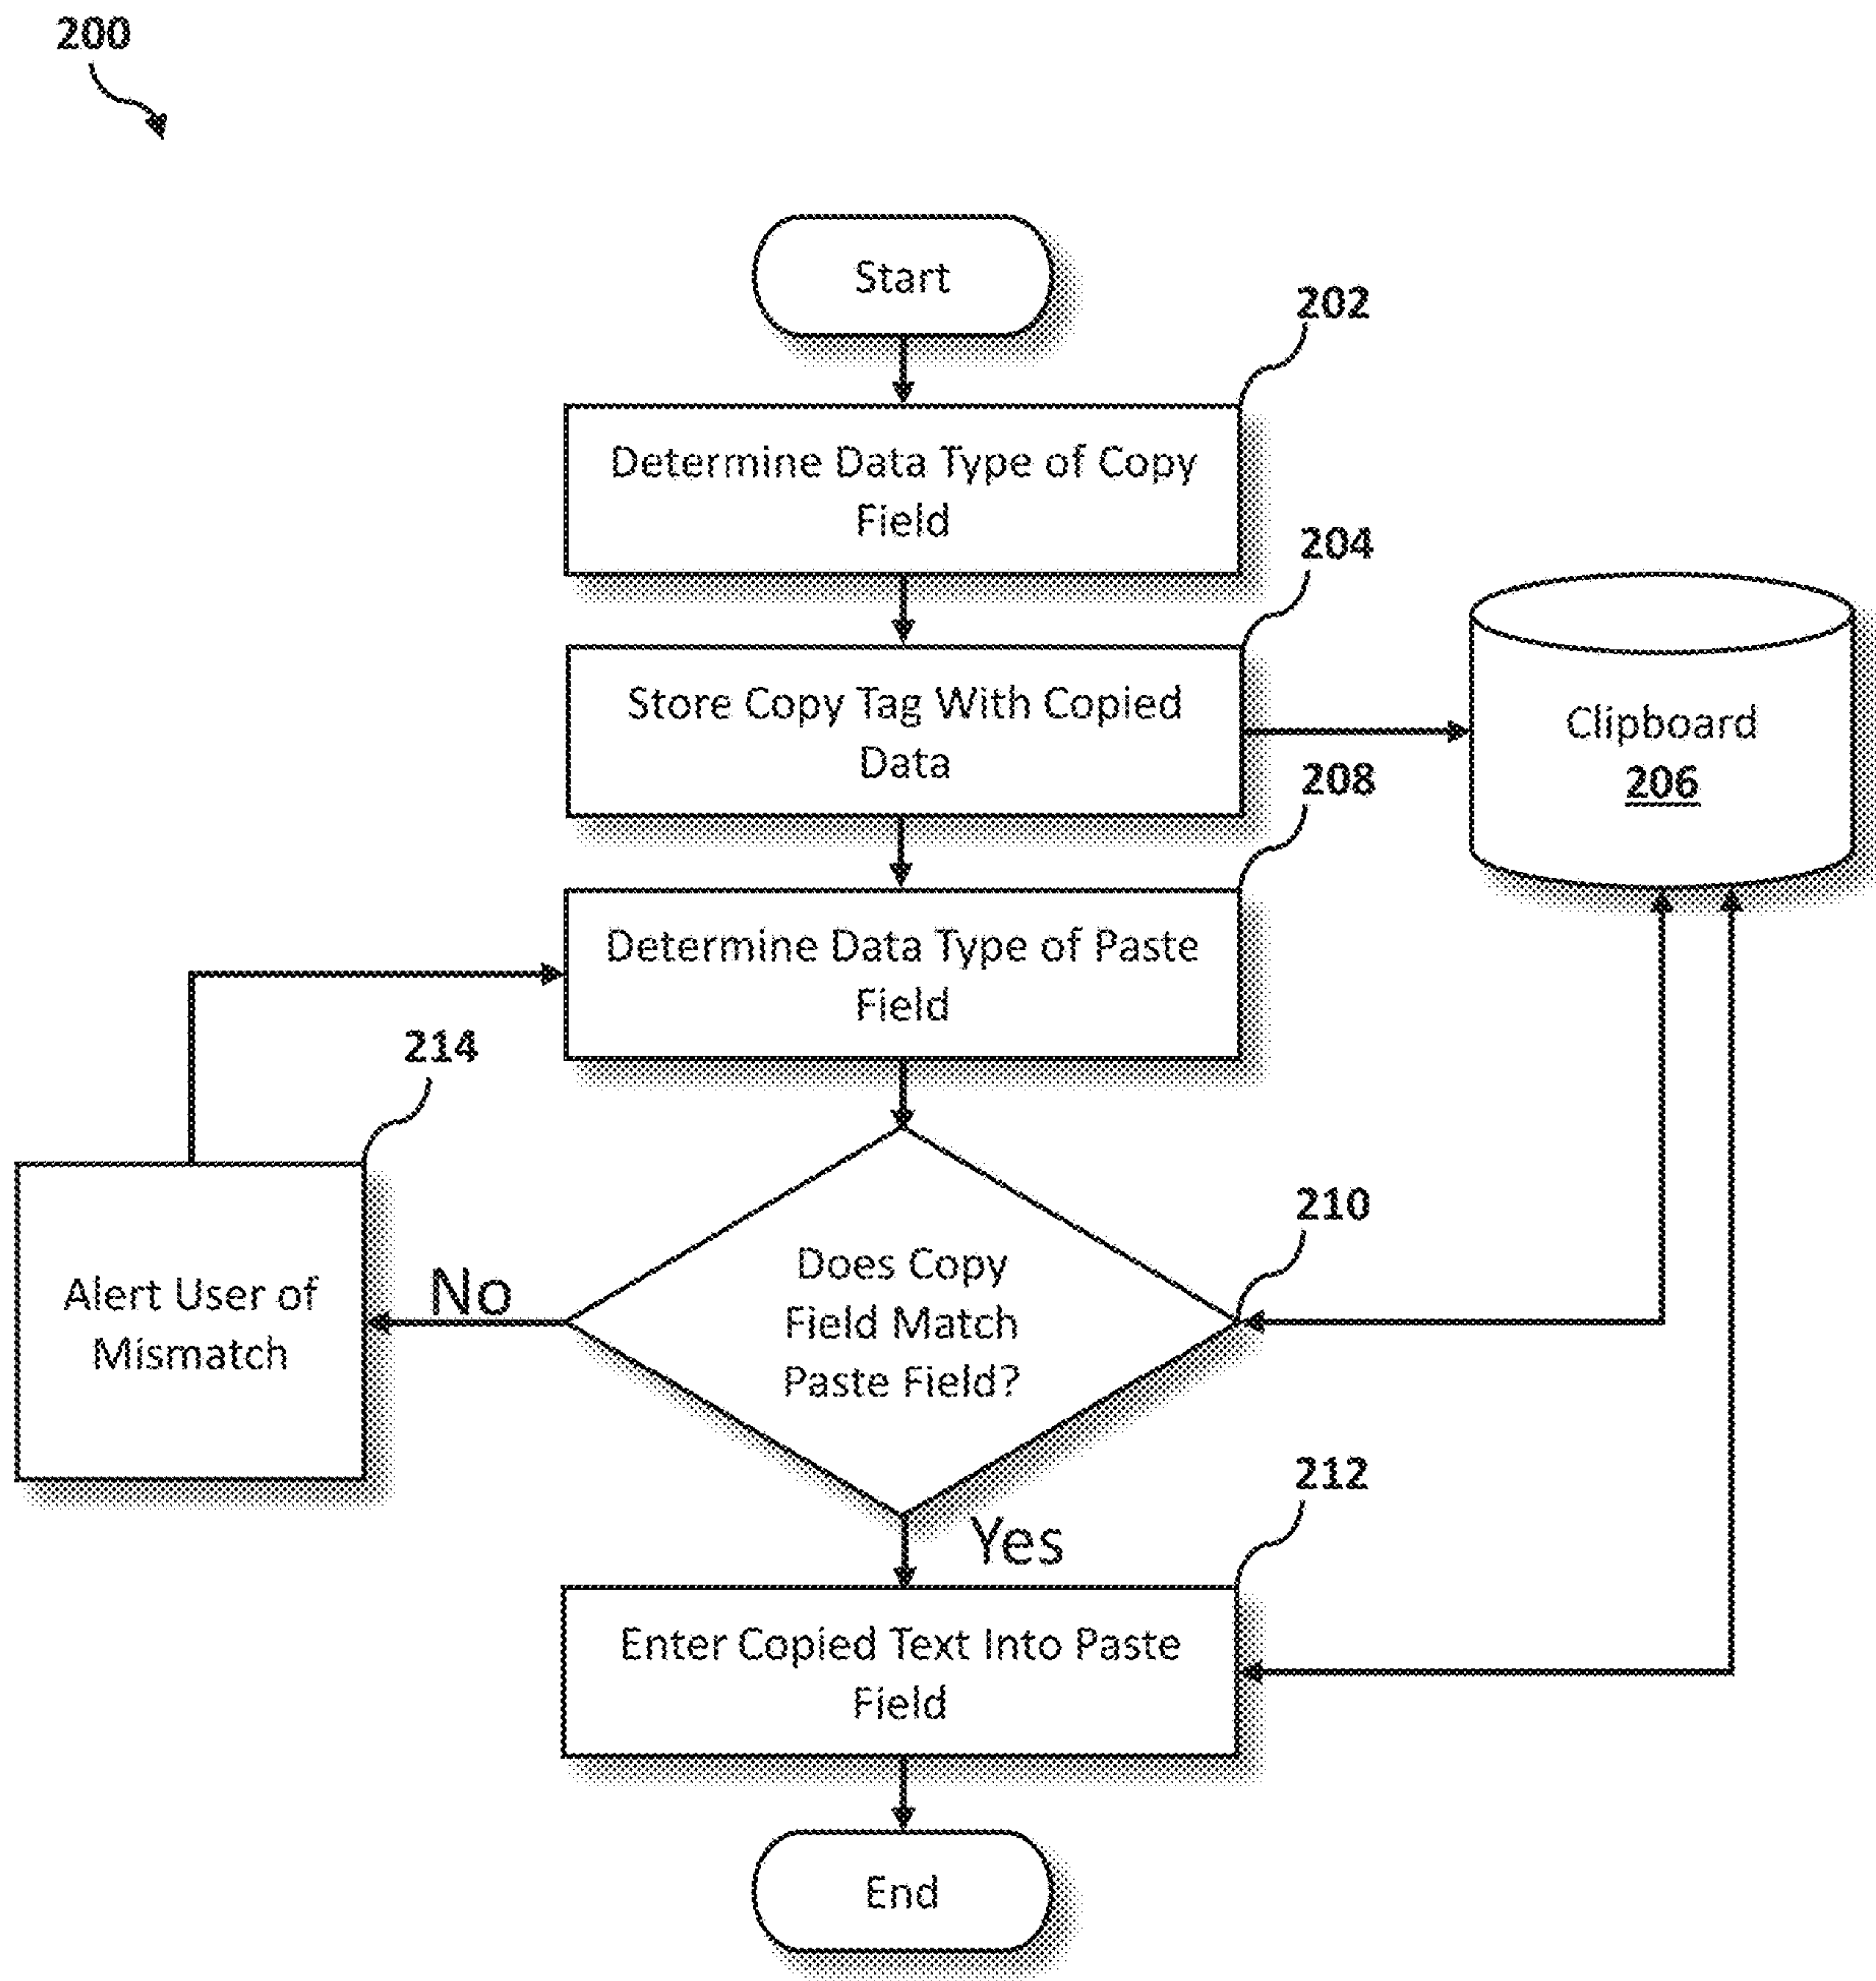 200
Start
202
Determine Data Type of Copy
Field
204
Store Copy Tag With Copied
Data
Clipboard
206
208
Determine Data Type of Paste
Field
214
Alert User of
Mismatch
No
210
Does Copy
Field Match
Paste Field?
Yes
212
Enter Copied Text Into Paste
Field
End